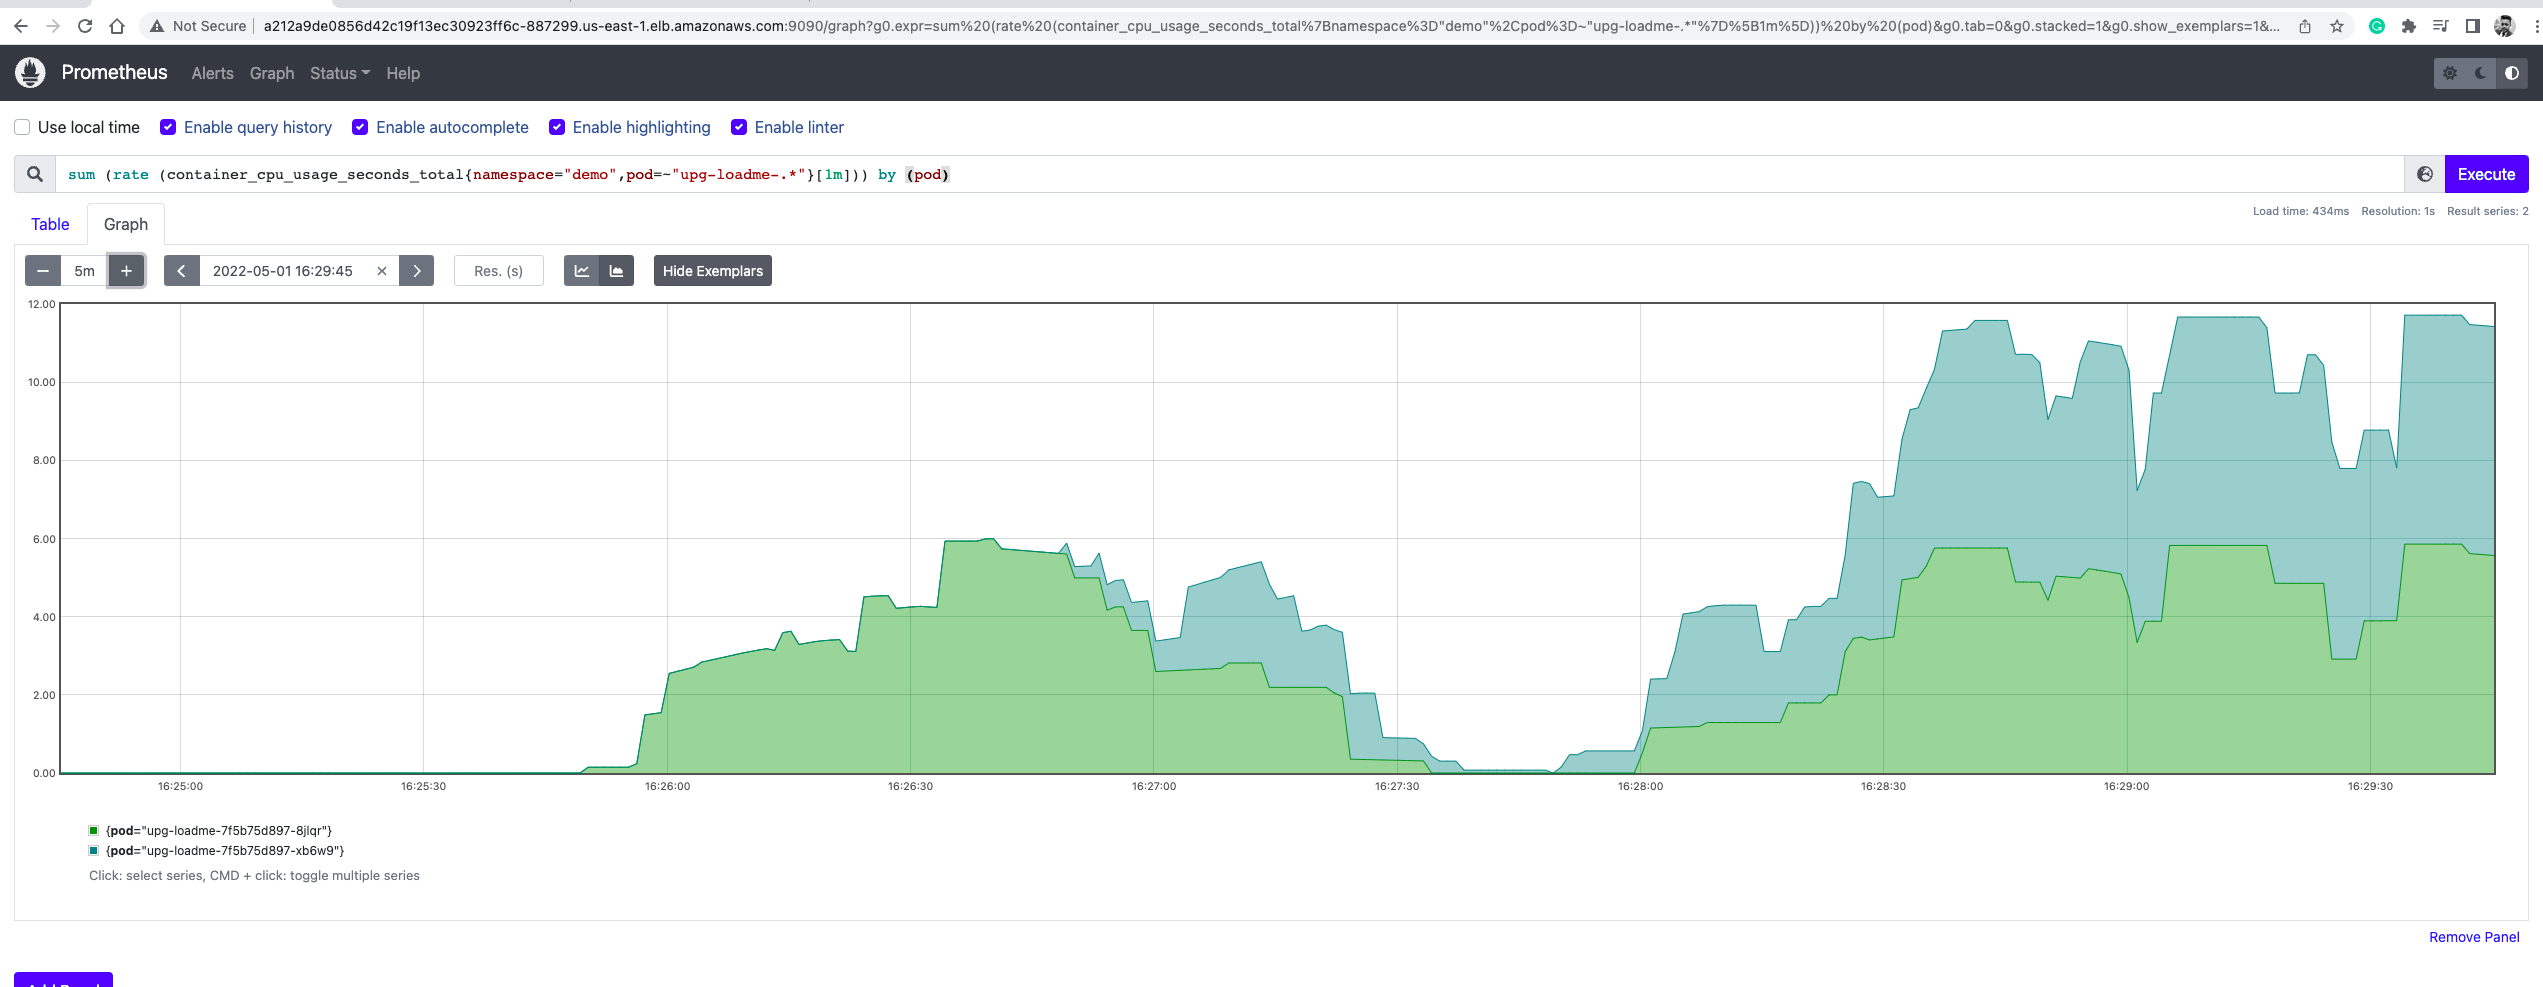 Not Secure a212a9de0856d42c19f13ec30923ff6c-887299.us-east-1.elb.amazonaws.com:9090/graph?g0.expr=sum%20(rate%20(container_cpu_usage_seconds_total%7Bnamespace%3D"demo"%2Cpod%3D~"upg-loadme-.*"%7D%5B1m%5D))%20by%20(pod)&g0.tab=0&g0.stacked=1&g0.show_exemplars=1&...
Prometheus Alerts Graph Status Help
Use local time Enable query history Enable autocomplete Enable highlighting Enable linter
sum (rate (container_cpu_usage_seconds_total{namespace="demo",pod=~"upg-loadme-.*"}[1m])) by (pod) Execute
Table Graph
Load time: 434ms Resolution: 1s Result series: 2
− 5m + 2022-05-01 16:29:45 × Res. (s) Hide Exemplars
12.00
10.00
8.00
6.00
4.00
2.00
0.00
16:25:00 16:25:30 16:26:00 16:26:30 16:27:00 16:27:30 16:28:00 16:28:30 16:29:00 16:29:30
{pod="upg-loadme-7f5b75d897-8jlqr"}
{pod="upg-loadme-7f5b75d897-xb6w9"}
Click: select series, CMD + click: toggle multiple series
Remove Panel